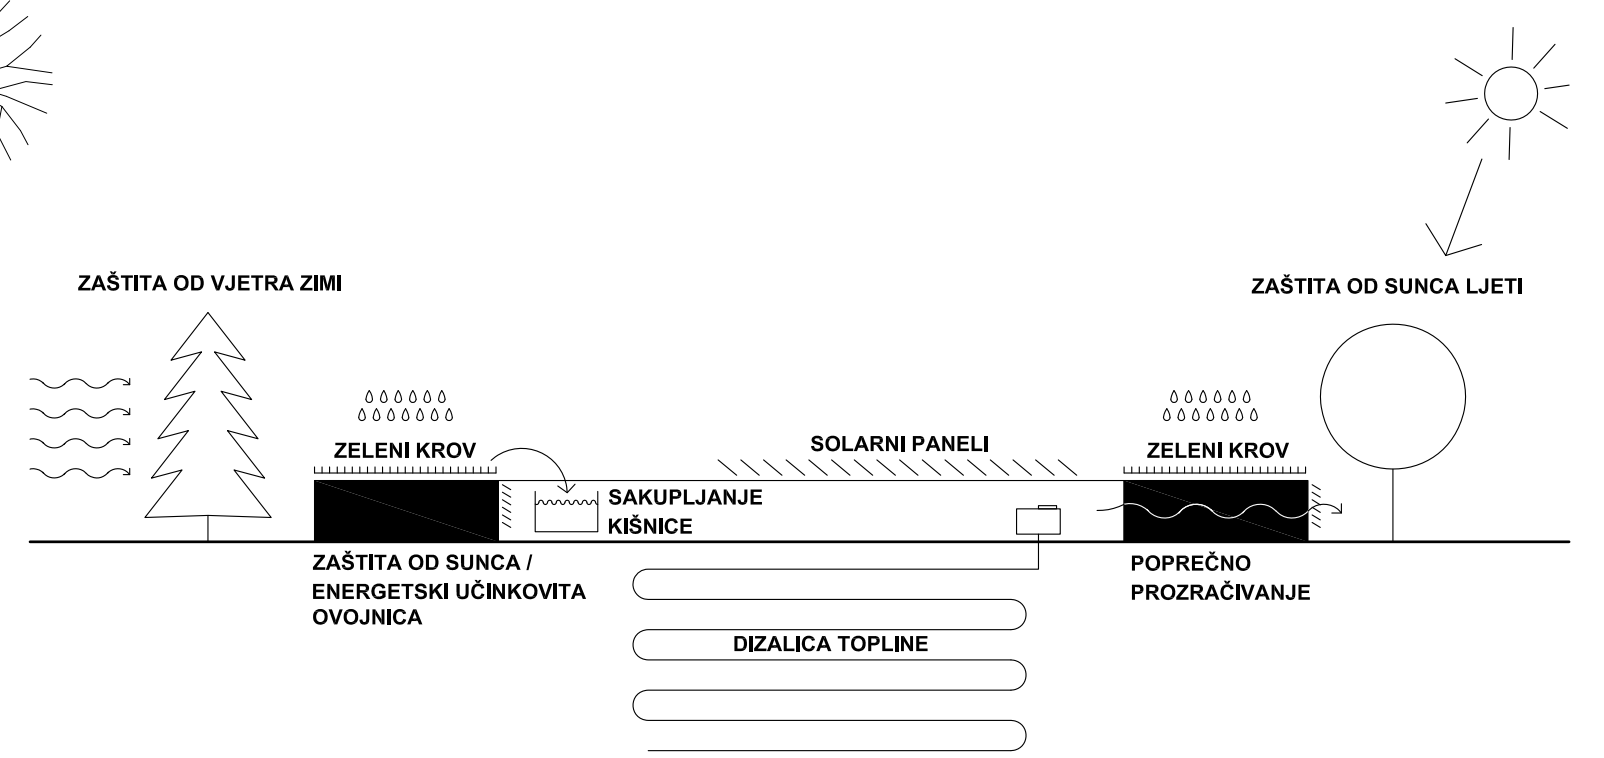 ZAŠTITA OD VJETRA ZIMI
ZAŠTITA OD SUNCA LJETI
ZELENI KROV
SOLARNI PANELI
ZELENI KROV
SAKUPLJANJE
KIŠNICE
ZAŠTITA OD SUNCA /
ENERGETSKI UČINKOVITA
OVOJNICA
POPREČNO
PROZRAČIVANJE
DIZALICA TOPLINE